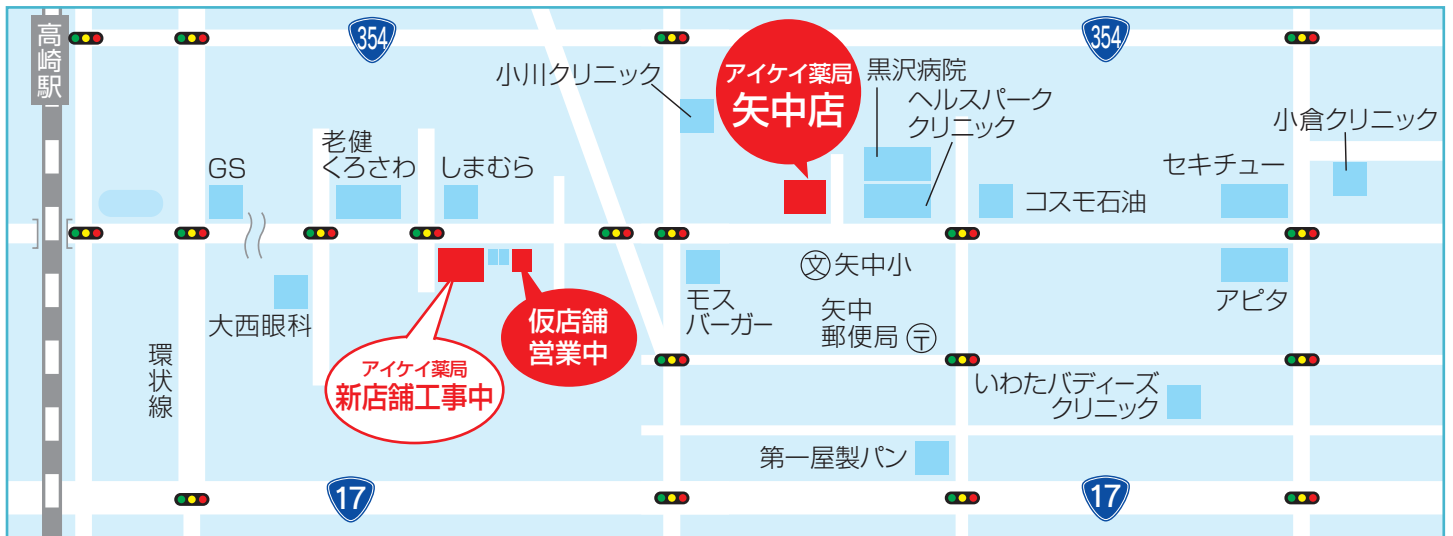 高崎駅
354
354
小川クリニック
アイケイ薬局
矢中店
黒沢病院
ヘルスパーク
クリニック
小倉クリニック
GS
老健
くろさわ
しまむら
コスモ石油
セキチュー
大西眼科
環状線
アイケイ薬局
新店舗工事中
仮店舗
営業中
モス
バーガー
文 矢中小
矢中
郵便局 〒
アピタ
いわたバディーズ
クリニック
第一屋製パン
17
17